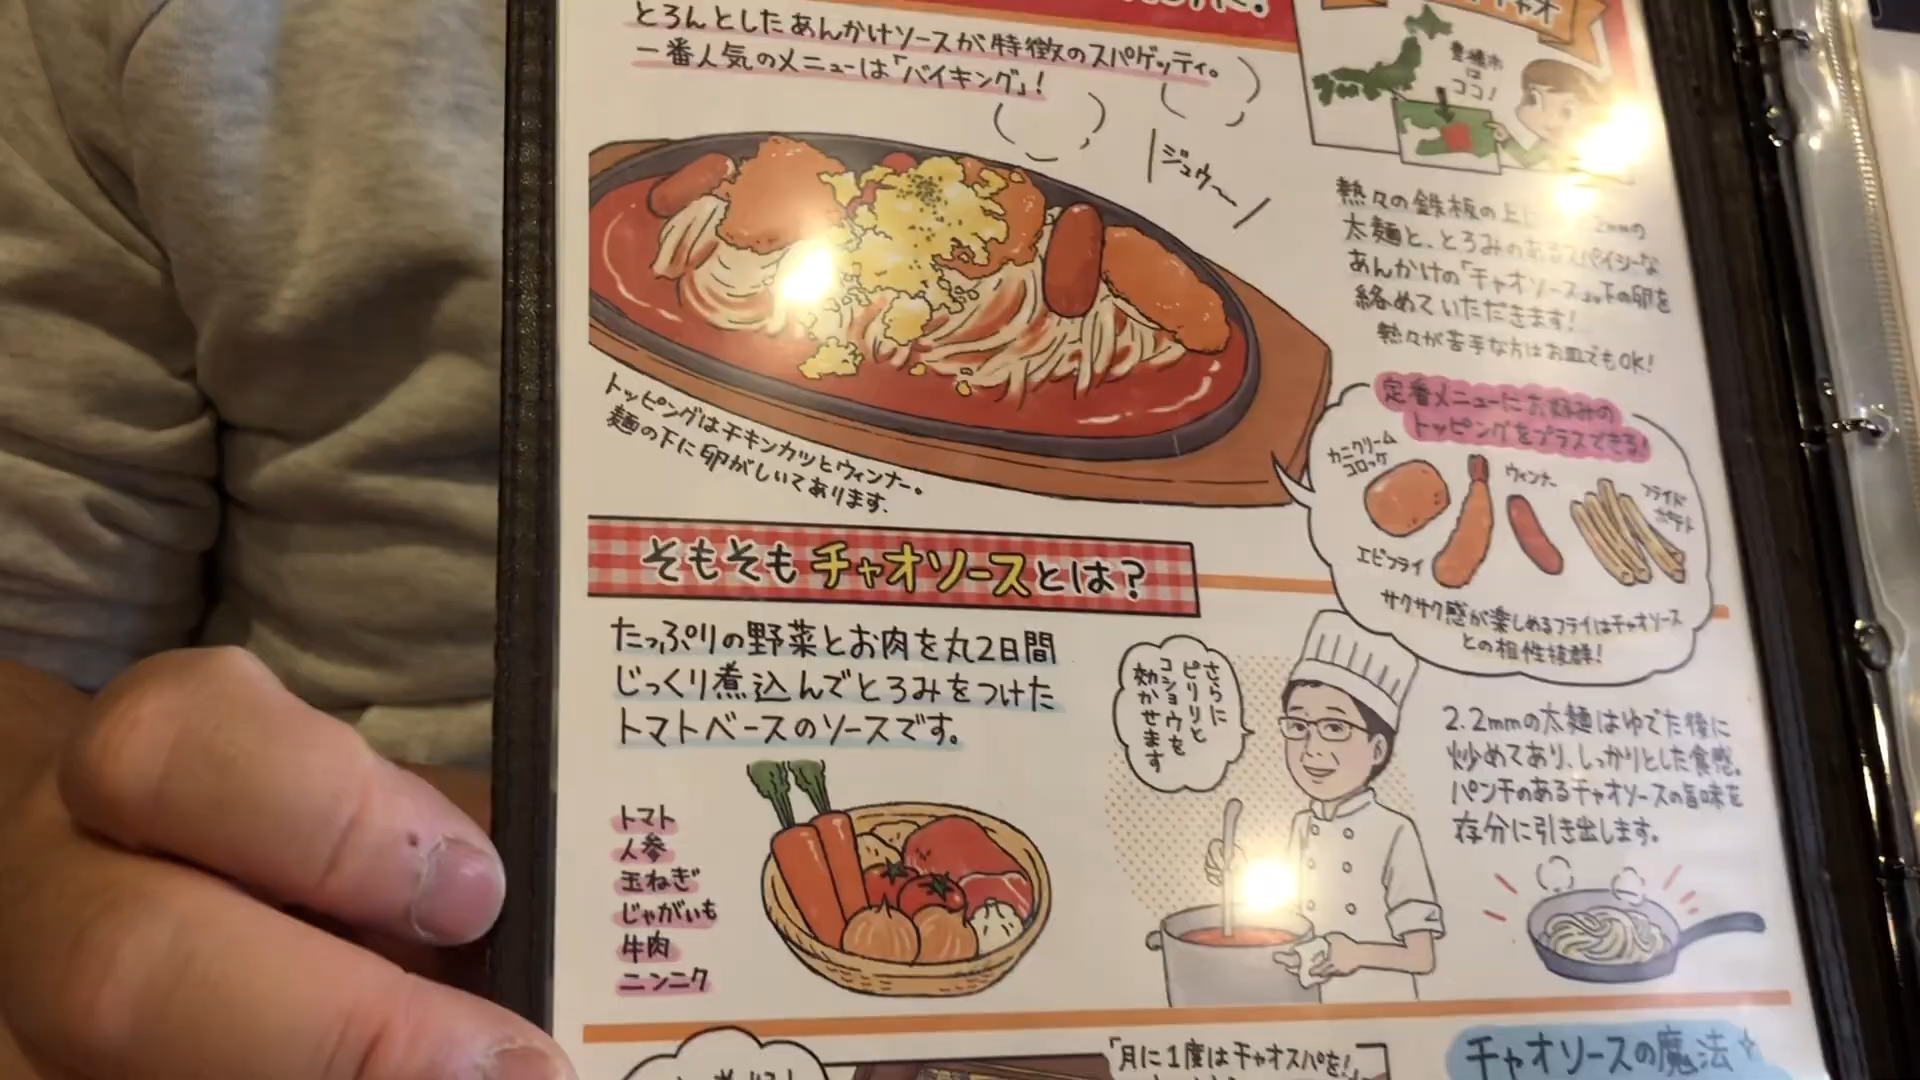 とろんとしたあんかけソースが特徴のスパゲッティ。
一番人気のメニューは「バイキング」!
ジュウ〜
トッピングはチキンカツとウィンナー。
麺の下に卵がしいてあります。
豊橋市
は
ココ!
熱々の鉄板の上に 2mmの
太麺と、とろみのあるスパイシーな
あんかけの「チャオソース 下の卵を
絡めていただきます!
熱々が苦手な方はお皿でもOK!
定番メニューにお好みの
トッピングをプラスできる!
カニクリーム
コロッケ
エビフライ
ウィンナー
フライド
ポテト
サクサク感が楽しめるフライはチャオソース
との相性抜群!
そもそもチャオソースとは?
たっぷりの野菜とお肉を丸2日間
じっくり煮込んでとろみをつけた
トマトベースのソースです。
トマト
人参
玉ねぎ
じゃがいも
牛肉
ニンニク
さらに
ピリリと
コショウを
効かせます
2.2mmの太麺はゆでた後に
炒めてあり、しっかりとした食感。
パンチのあるチャオソースの旨味を
存分に引き出します。
「月に1度はチャオスパを!」
チャオソースの魔法